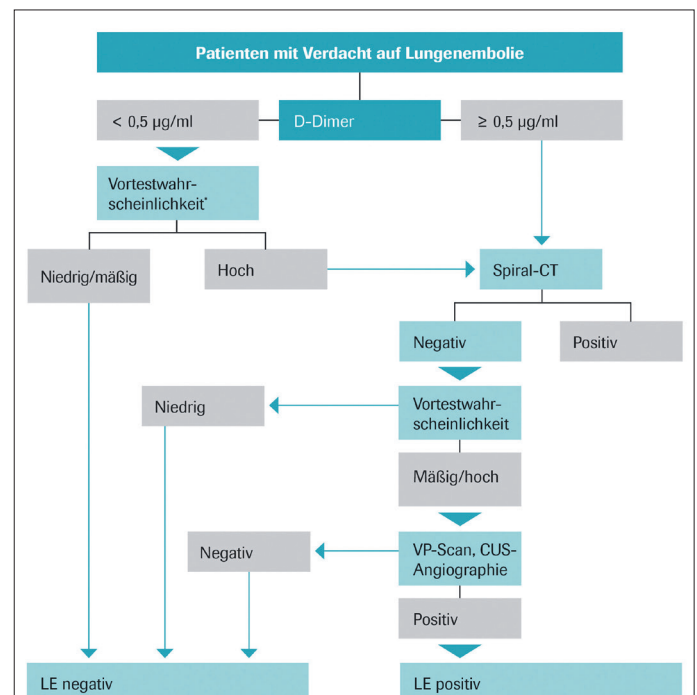 Patienten mit Verdacht auf Lungenembolie
< 0,5 µg/ml
D-Dimer
≥ 0,5 µg/ml
Vortestwahr-
scheinlichkeit*
Niedrig/mäßig
Hoch
Spiral-CT
Negativ
Positiv
Niedrig
Vortestwahr-
scheinlichkeit
Mäßig/hoch
Negativ
VP-Scan, CUS-
Angiographie
Positiv
LE negativ
LE positiv